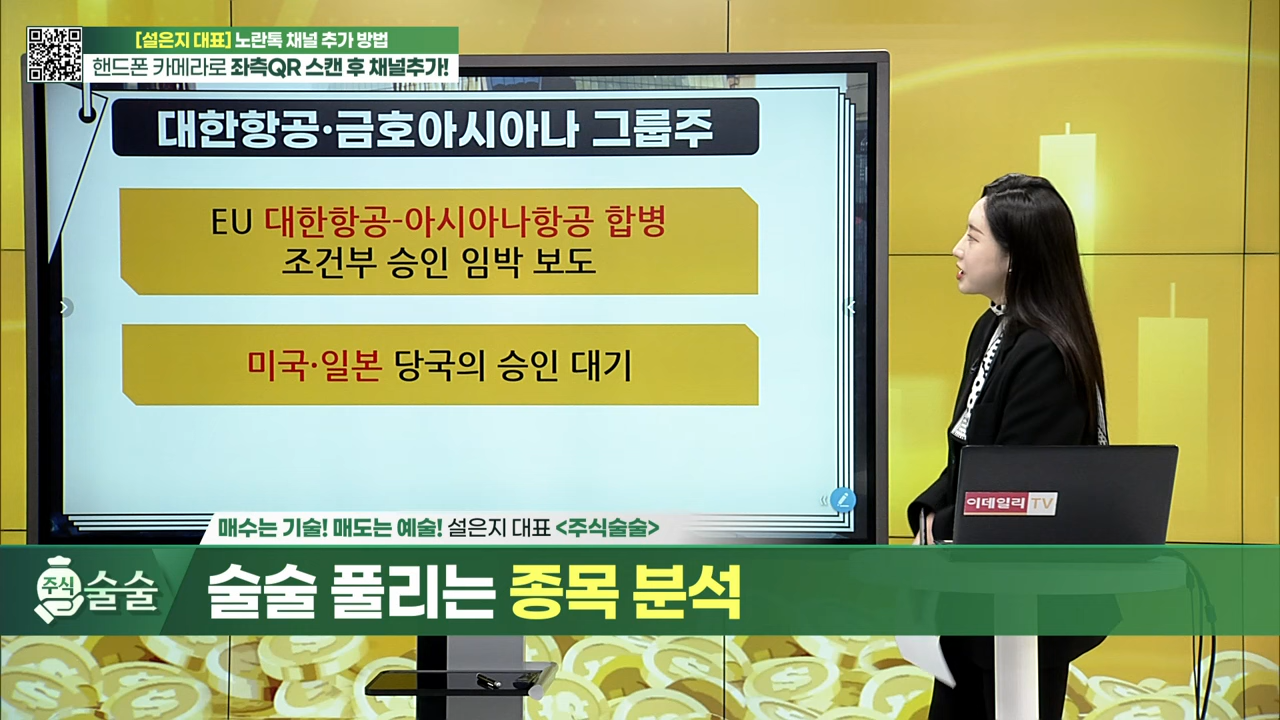 [설은지 대표] 노란톡 채널 추가 방법
핸드폰 카메라로 좌측QR 스캔 후 채널추가!
대한항공·금호아시아나 그룹주
EU 대한항공-아시아나항공 합병
조건부 승인 임박 보도
미국·일본 당국의 승인 대기
이데일리 TV
매수는 기술! 매도는 예술! 설은지 대표 <주식술술>
주식 술술
술술 풀리는 종목 분석